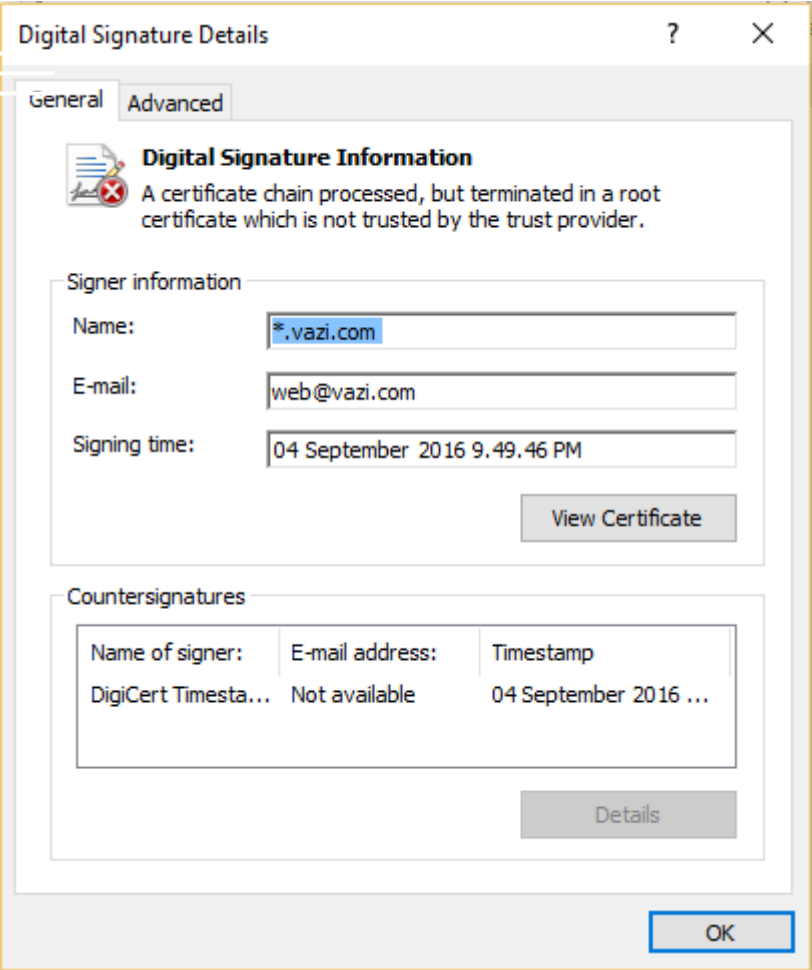 Digital Signature Details
General
Advanced
Digital Signature Information
A certificate chain processed, but terminated in a root
certificate which is not trusted by the trust provider.
Signer information
Name:
*.vazi.com
E-mail:
web@vazi.com
Signing time:
04 September 2016 9.49.46 PM
View Certificate
Countersignatures
Name of signer: E-mail address: Timestamp
DigiCert Timesta... Not available 04 September 2016 ...
Details
OK